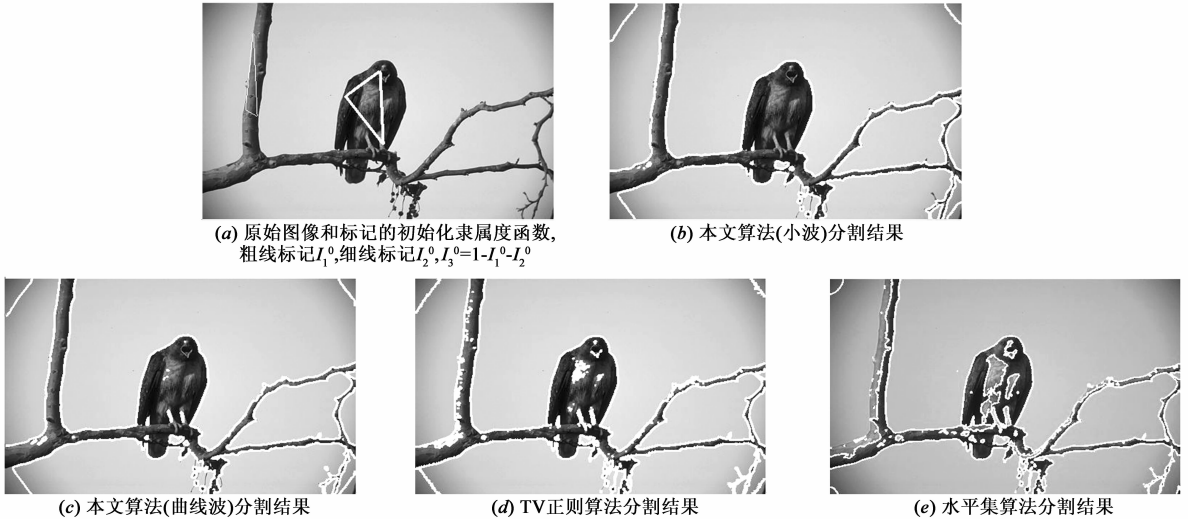 (a) 原始图像和标记的初始化隶属度函数,
粗线标记I₁⁰,细线标记I₂⁰,I₃⁰=1-I₁⁰-I₂⁰
(b) 本文算法(小波)分割结果
(c) 本文算法(曲线波)分割结果
(d) TV正则算法分割结果
(e) 水平集算法分割结果